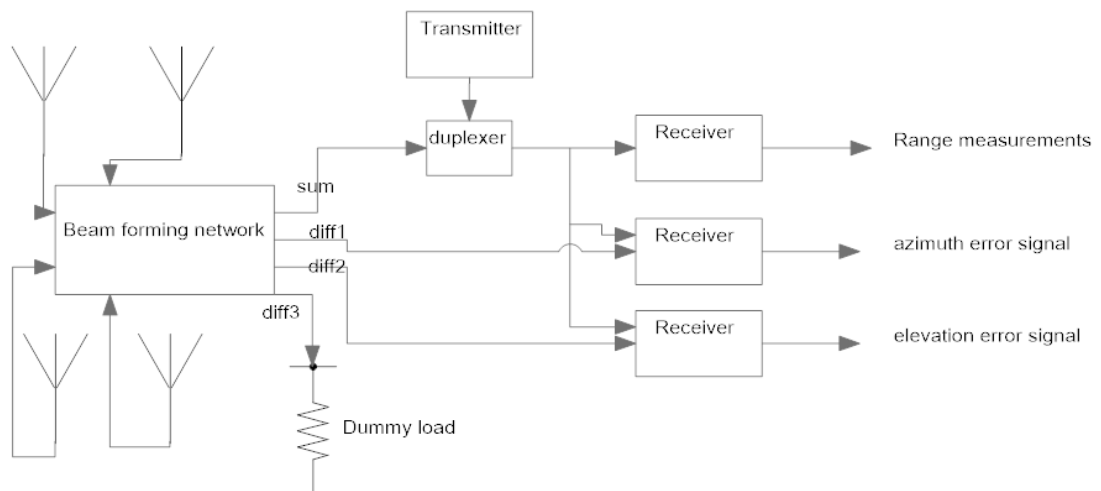 Transmitter
duplexer
Receiver
Range measurements
sum
Beam forming network
diff1
Receiver
azimuth error signal
diff2
diff3
Receiver
elevation error signal
Dummy load